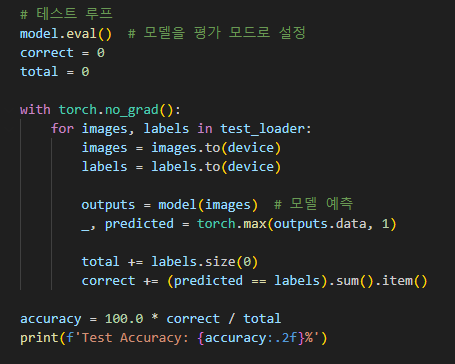 # 테스트 루프
model.eval()  # 모델을 평가 모드로 설정
correct = 0
total = 0

with torch.no_grad():
    for images, labels in test_loader:
        images = images.to(device)
        labels = labels.to(device)

        outputs = model(images)  # 모델 예측
        _, predicted = torch.max(outputs.data, 1)

        total += labels.size(0)
        correct += (predicted == labels).sum().item()

accuracy = 100.0 * correct / total
print(f'Test Accuracy: {accuracy:.2f}%')